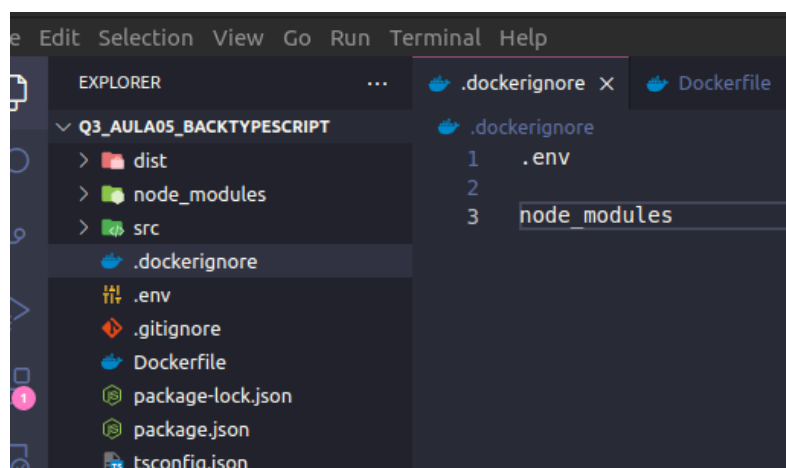 e Edit Selection View Go Run Terminal Help
EXPLORER ...
Q3_AULA05_BACKTYPESCRIPT
dist
node_modules
src
.dockerignore
.env
.gitignore
Dockerfile
package-lock.json
package.json
tsconfig.json
1
.dockerignore Dockerfile
.dockerignore
1 .env
2
3 node_modules